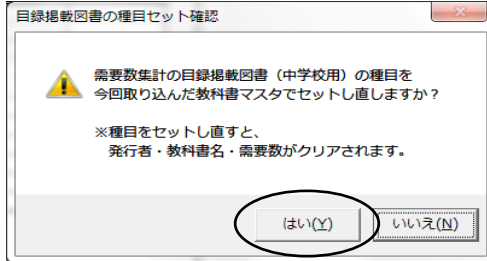 目録掲載図書の種目セット確認
需要数集計の目録掲載図書（中学校用）の種目を
今回取り込んだ教科書マスタでセットし直しますか？
※種目をセットし直すと、
発行者・教科書名・需要数がクリアされます。
はい(Y)
いいえ(N)